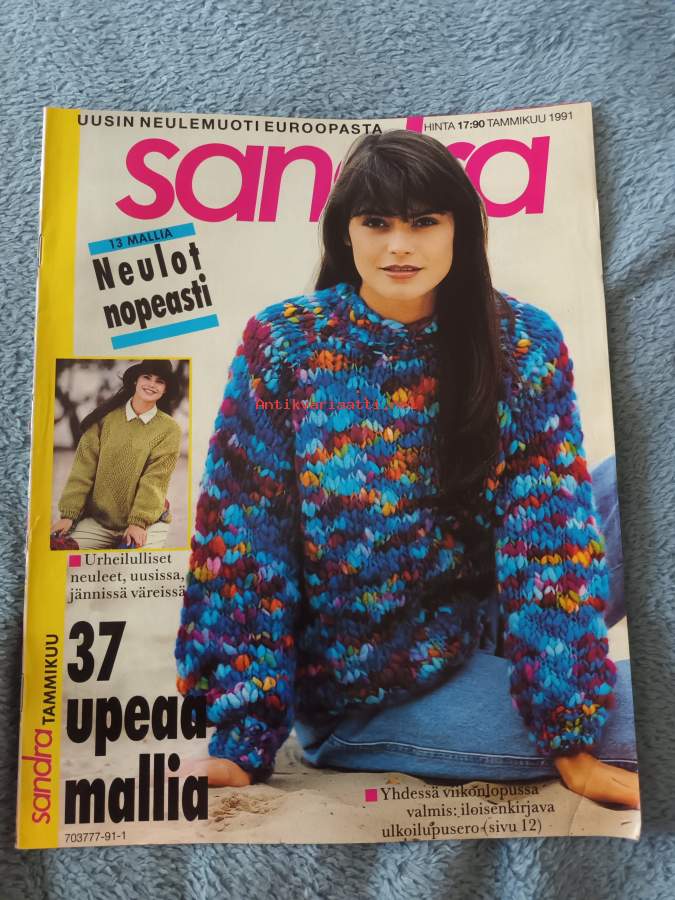 UUSIN NEULEMUOTI EUROOPASTA
HINTA 17:90 TAMMIKUU 1991
sandra
13 MALLIA
Neulot
nopeasti
Antikvariaatti.net
Urheilulliset
neuleet, uusissa,
jännissä väreissä
37
upeaa
mallia
sandra TAMMIKUU
703777-91-1
Yhdessä viikonlopussa
valmis: iloisenkirjava
ulkoilupusero (sivu 12)